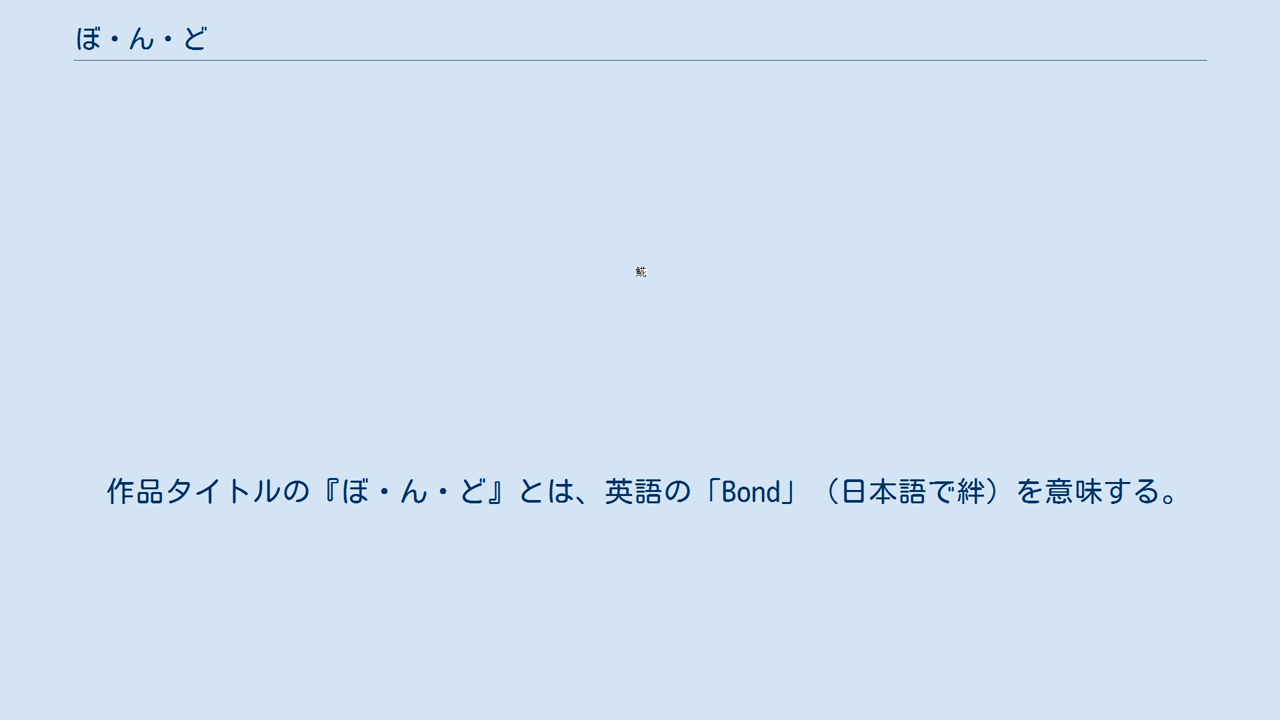 ぼ・ん・ど
作品タイトルの『ぼ・ん・ど』とは、英語の「Bond」（日本語で絆）を意味する。